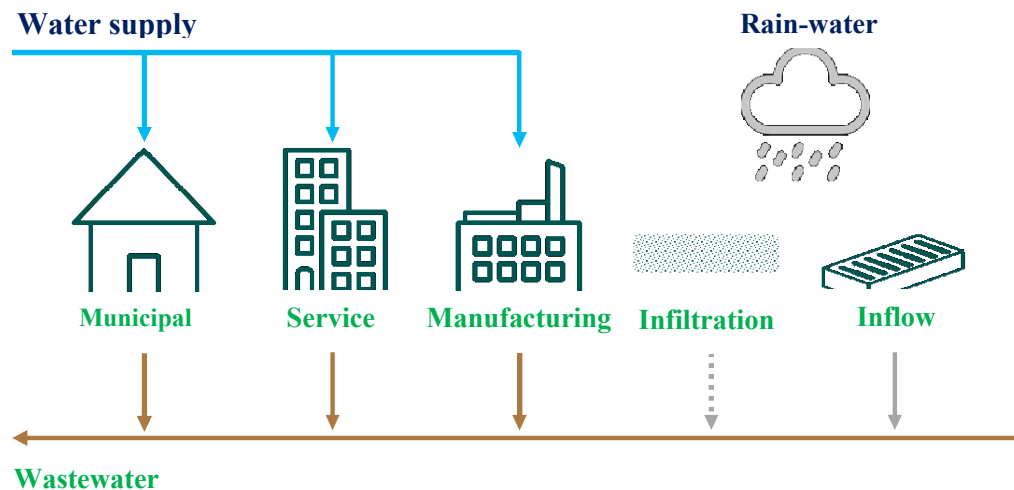 Water supply
Rain-water
Municipal
Service
Manufacturing
Infiltration
Inflow
Wastewater